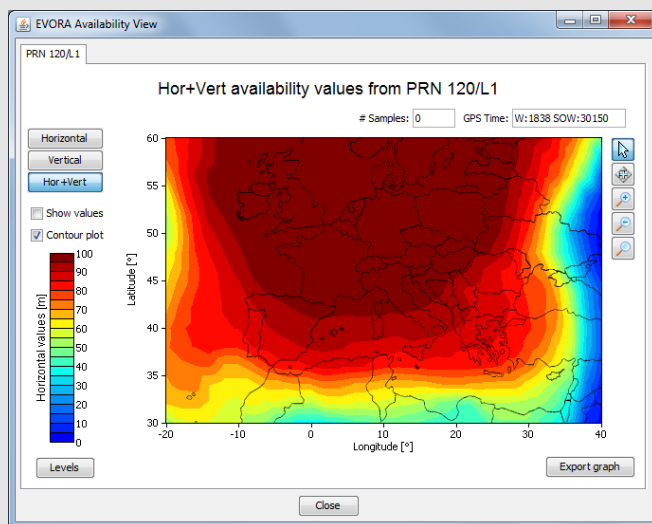 EVORA Availability View
PRN 120/L1
Hor+Vert availability values from PRN 120/L1
# Samples: 0 GPS Time: W:1838 SOW:30150
Horizontal
Vertical
Hor+Vert
Show values
Contour plot
Horizontal values [m]
100
90
80
70
60
50
40
30
20
10
0
Latitude [°]
60
55
50
45
40
35
30
-20 -10 0 10 20 30 40
Longitude [°]
Levels
Export graph
Close